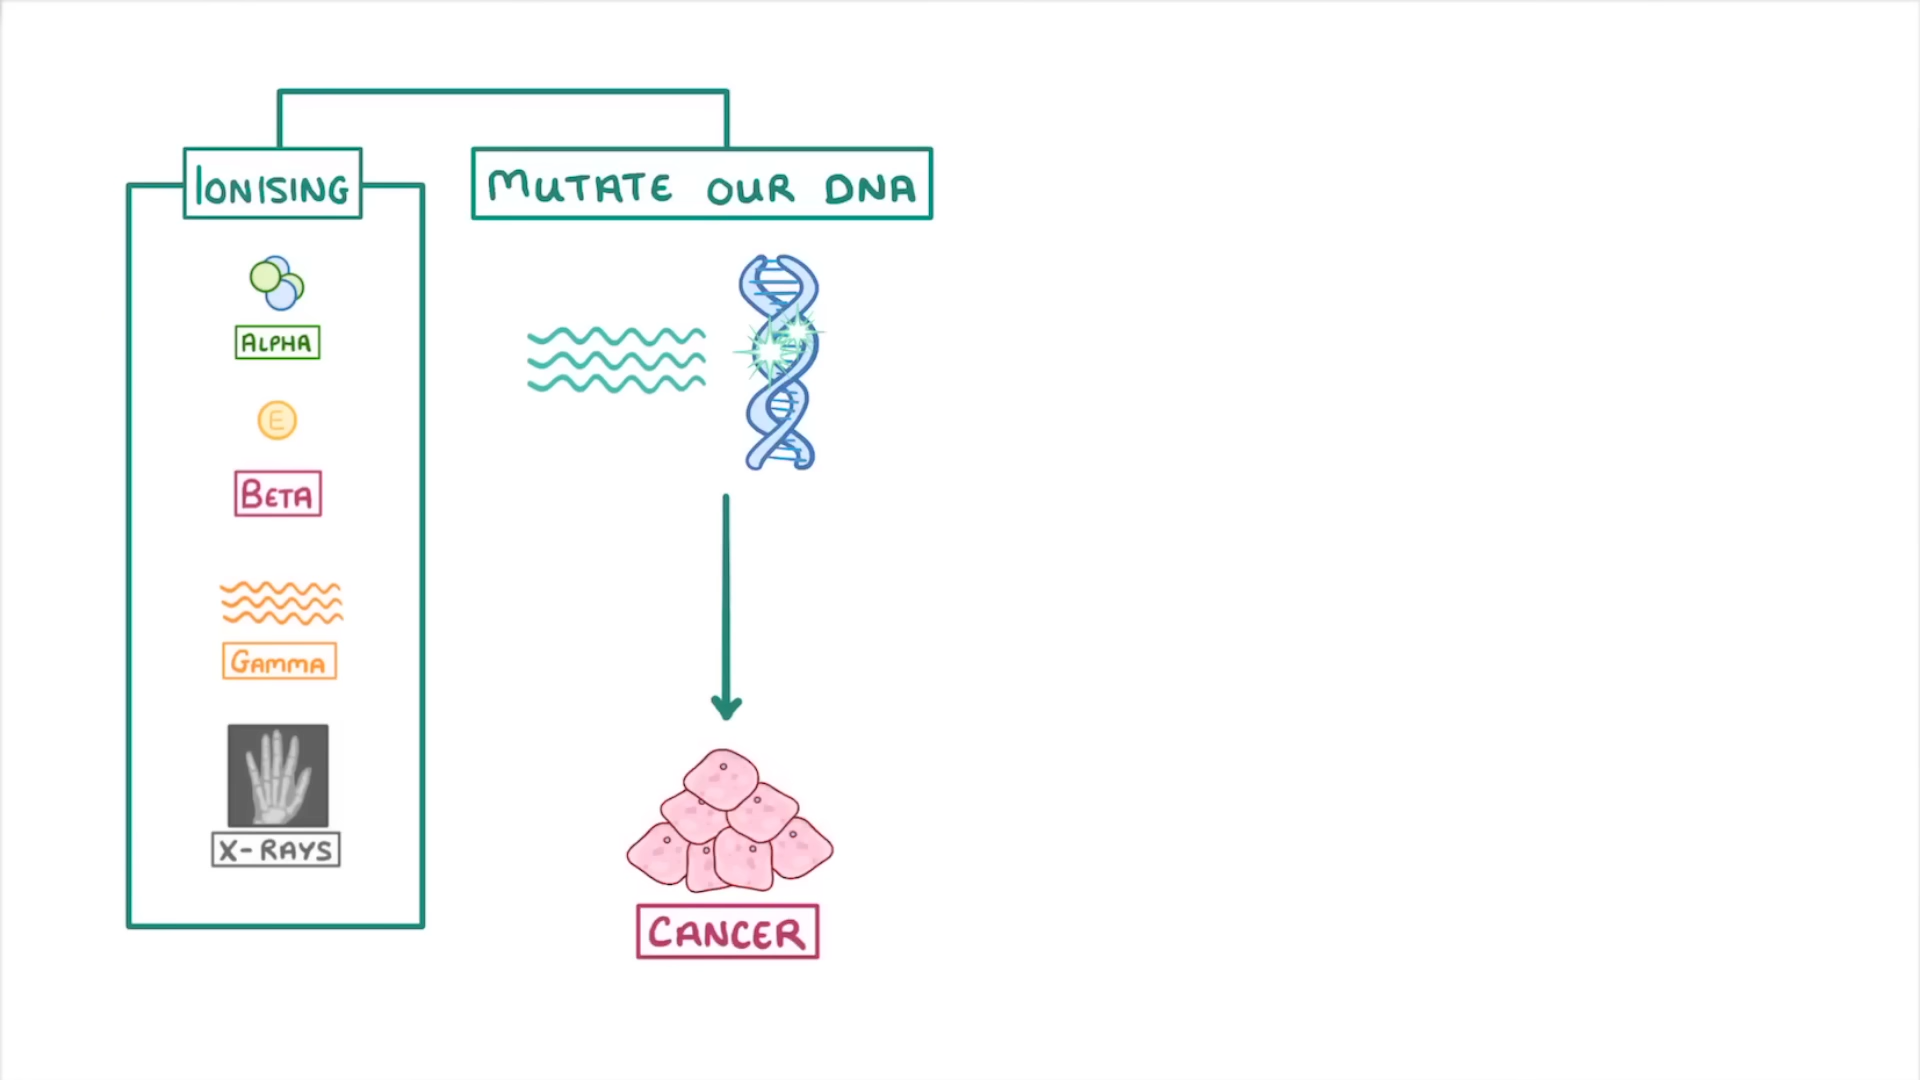 IONISING
MUTATE OUR DNA
ALPHA
E
BETA
GAMMA
X-RAYS
CANCER